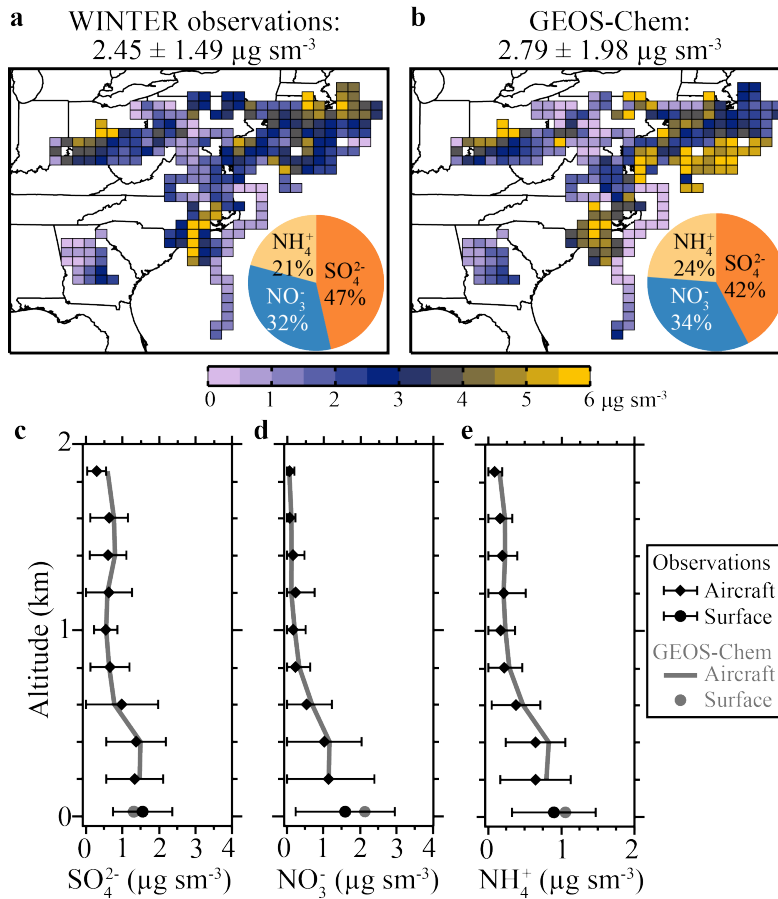 a WINTER observations:
2.45 ± 1.49 µg sm⁻³
b GEOS-Chem:
2.79 ± 1.98 µg sm⁻³
NH₄⁺
21%
SO₄²⁻
47%
NO₃⁻
32%
NH₄⁺
24%
SO₄²⁻
42%
NO₃⁻
34%
0 1 2 3 4 5 6 µg sm⁻³
c d e
2
1
0
Altitude (km)
0 1 2 3 4
SO₄²⁻ (µg sm⁻³)
0 1 2 3 4
NO₃⁻ (µg sm⁻³)
0 1 2
NH₄⁺ (µg sm⁻³)
Observations
Aircraft
Surface
GEOS-Chem
Aircraft
Surface